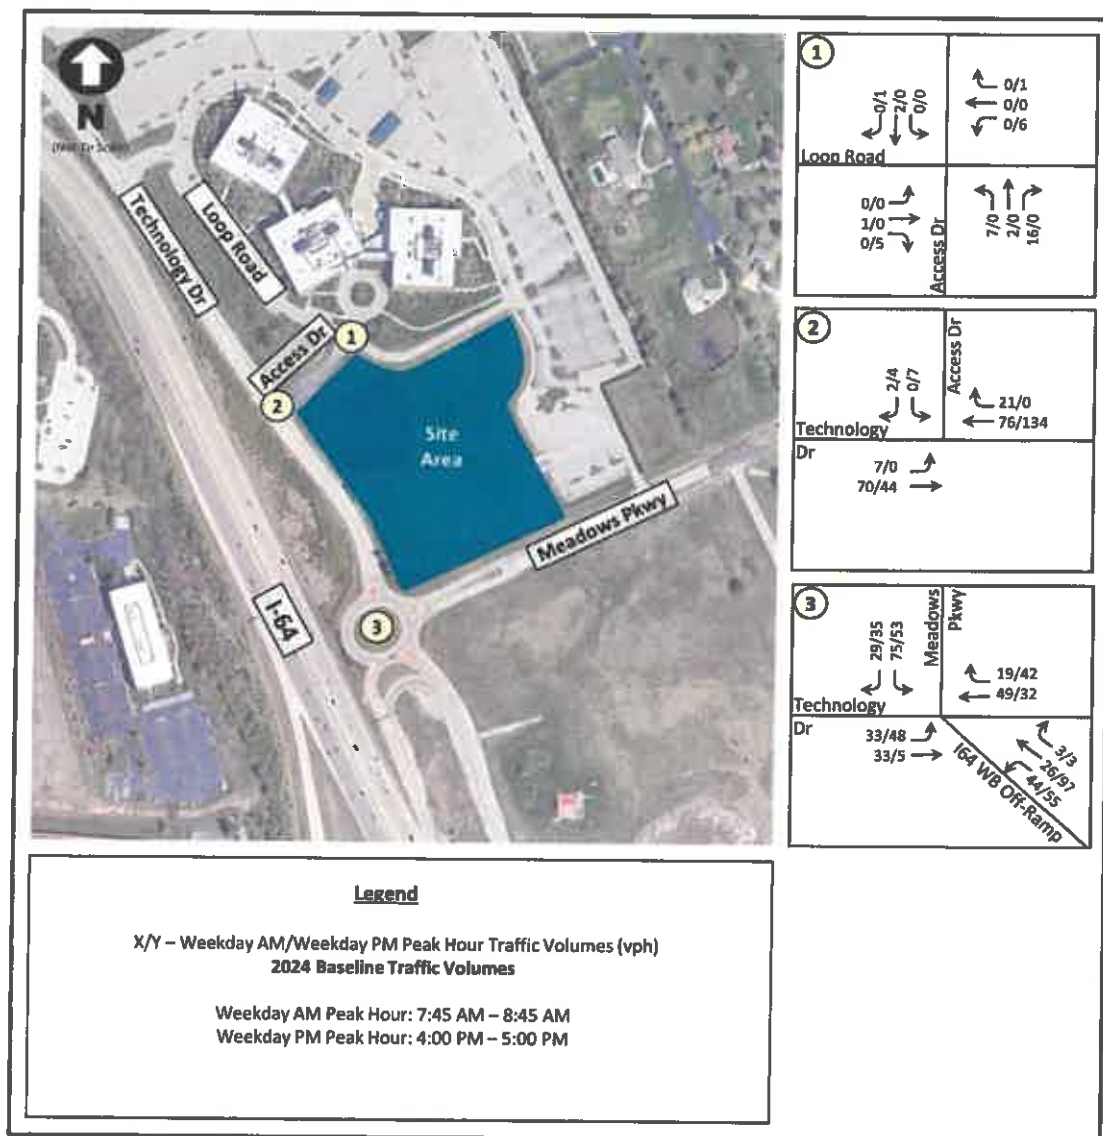 N
(Not To Scale)
Technology Dr
Loop Road
Access Dr
1
2
Site
Area
Meadows Pkwy
I-64
3
1
0/1
2/0
0/0
0/1
0/0
0/6
Loop Road
0/0
1/0
0/5
Access Dr
7/0
2/0
16/0
2
2/4
0/7
Access Dr
21/0
76/134
Technology
Dr
7/0
70/44
3
29/35
75/53
Meadows
Pkwy
19/42
49/32
Technology
Dr
33/48
33/5
3/3
26/97
44/55
I64 WB Off-Ramp
Legend
X/Y – Weekday AM/Weekday PM Peak Hour Traffic Volumes (vph)
2024 Baseline Traffic Volumes
Weekday AM Peak Hour: 7:45 AM – 8:45 AM
Weekday PM Peak Hour: 4:00 PM – 5:00 PM